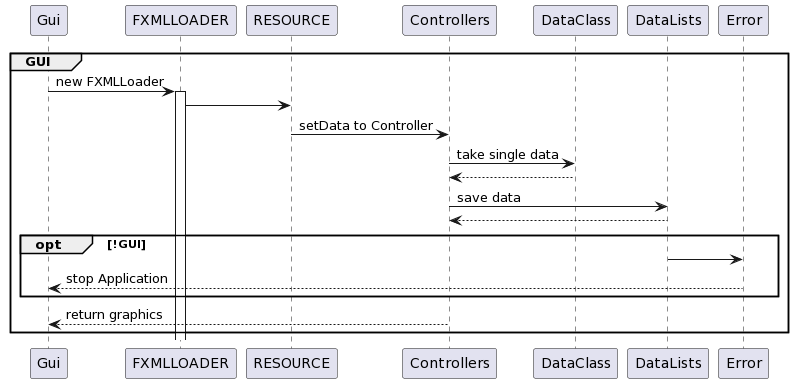 Gui FXMLLOADER RESOURCE Controllers DataClass DataLists Error
GUI
new FXMLLoader
setData to Controller
take single data
save data
opt [!GUI]
stop Application
return graphics
Gui FXMLLOADER RESOURCE Controllers DataClass DataLists Error